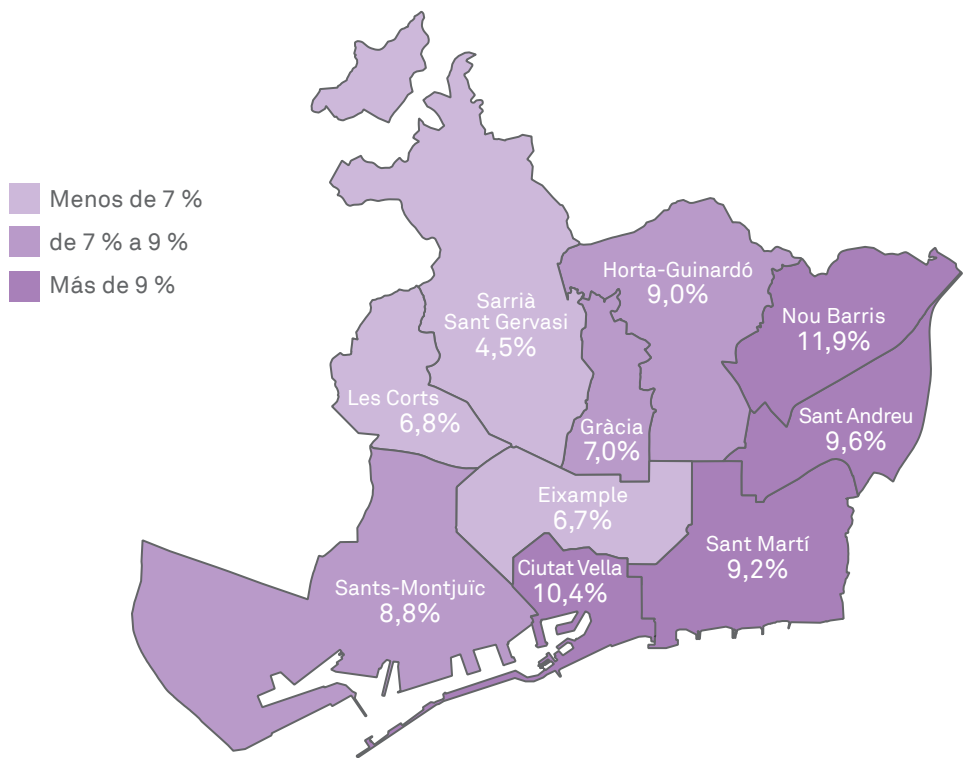 Menos de 7 %
de 7 % a 9 %
Más de 9 %
Sarrià
Sant Gervasi
4,5%
Horta-Guinardó
9,0%
Nou Barris
11,9%
Les Corts
6,8%
Gràcia
7,0%
Sant Andreu
9,6%
Eixample
6,7%
Sant Martí
9,2%
Ciutat Vella
10,4%
Sants-Montjuïc
8,8%